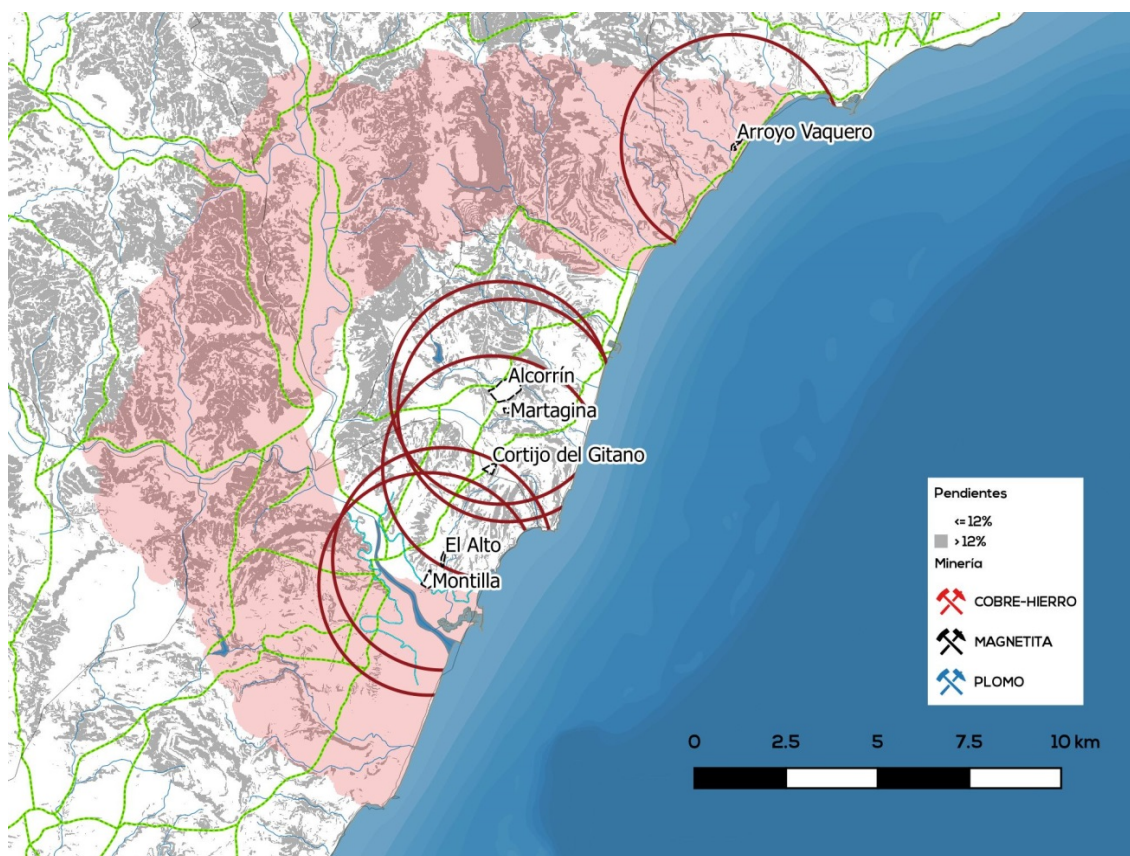 Arroyo Vaquero
Alcorrín
Martagina
Cortijo del Gitano
El Alto
Montilla
Pendientes
<= 12%
> 12%
Minería
COBRE-HIERRO
MAGNETITA
PLOMO
0 2.5 5 7.5 10 km